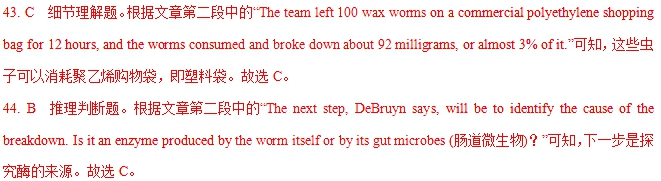 43. C 细节理解题。根据文章第二段中的“The team left 100 wax worms on a commercial polyethylene shopping
bag for 12 hours, and the worms consumed and broke down about 92 milligrams, or almost 3% of it.”可知，这些虫
子可以消耗聚乙烯购物袋，即塑料袋。故选 C。
44. B 推理判断题。根据文章第二段中的“The next step, DeBruyn says, will be to identify the cause of the
breakdown. Is it an enzyme produced by the worm itself or by its gut microbes (肠道微生物)？”可知，下一步是探
究酶的来源。故选 C。